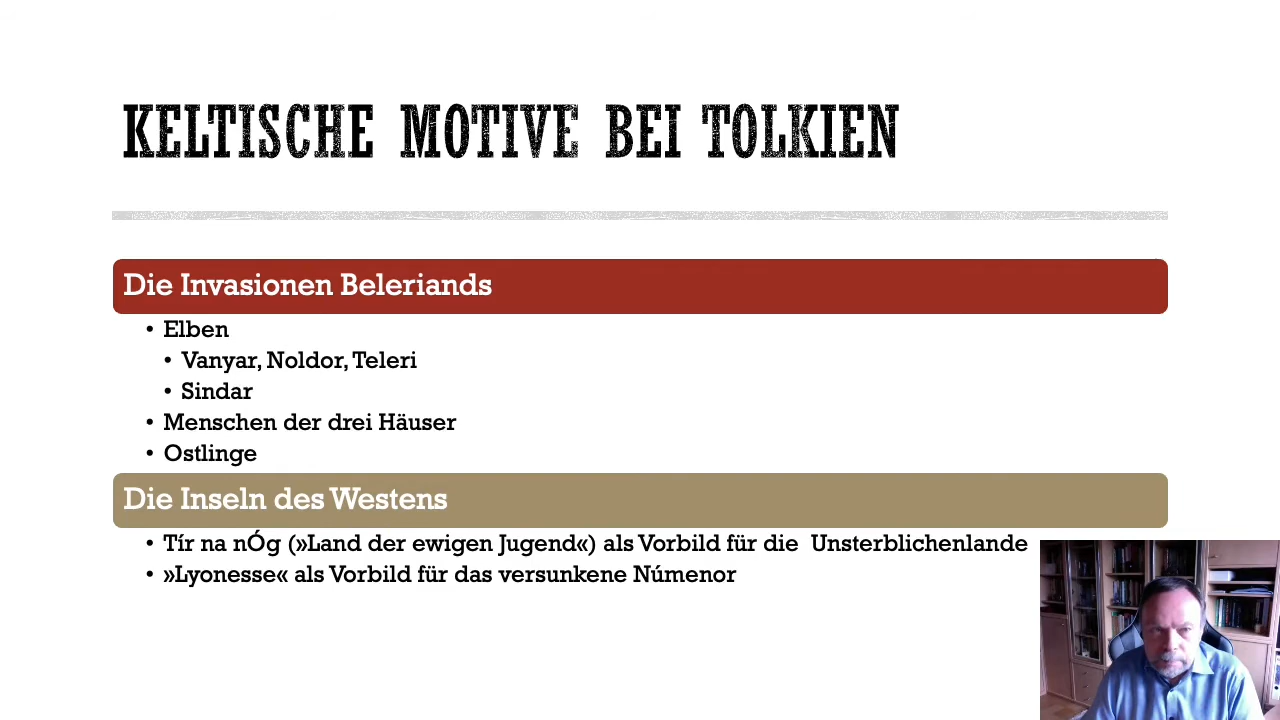 KELTISCHE MOTIVE BEI TOLKIEN
Die Invasionen Beleriands
• Elben
• Vanyar, Noldor, Teleri
• Sindar
• Menschen der drei Häuser
• Ostlinge
Die Inseln des Westens
• Tír na nÓg (»Land der ewigen Jugend«) als Vorbild für die Unsterblichenlande
• »Lyonesse« als Vorbild für das versunkene Númenor